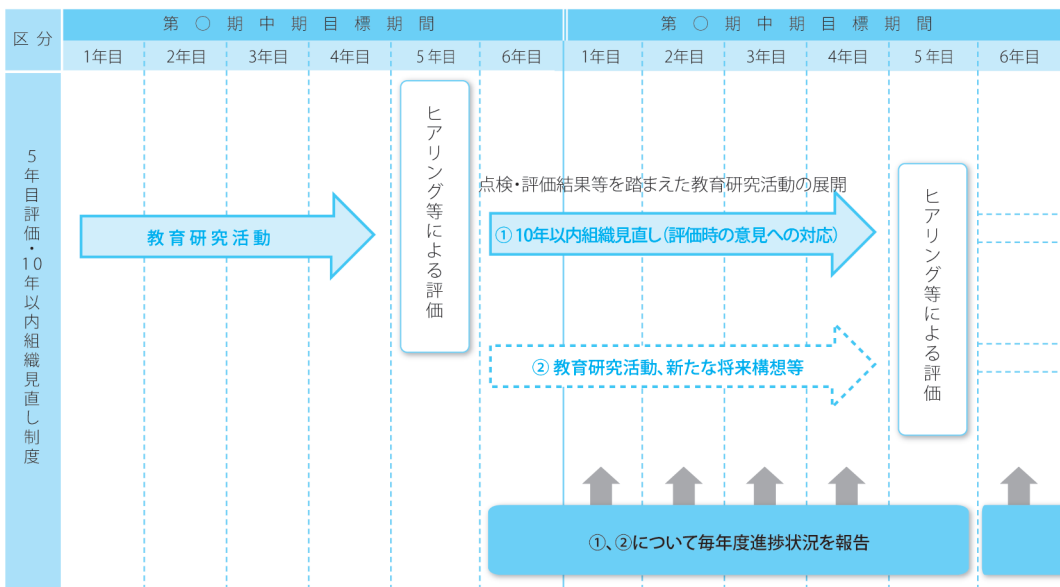 区分
第○期中期目標期間
第○期中期目標期間
1年目 2年目 3年目 4年目 5年目 6年目 1年目 2年目 3年目 4年目 5年目 6年目
5年目評価・10年以内組織見直し制度
教育研究活動
ヒアリング等による評価
点検・評価結果等を踏まえた教育研究活動の展開
① 10年以内組織見直し(評価時の意見への対応)
② 教育研究活動、新たな将来構想等
ヒアリング等による評価
①、②について毎年度進捗状況を報告